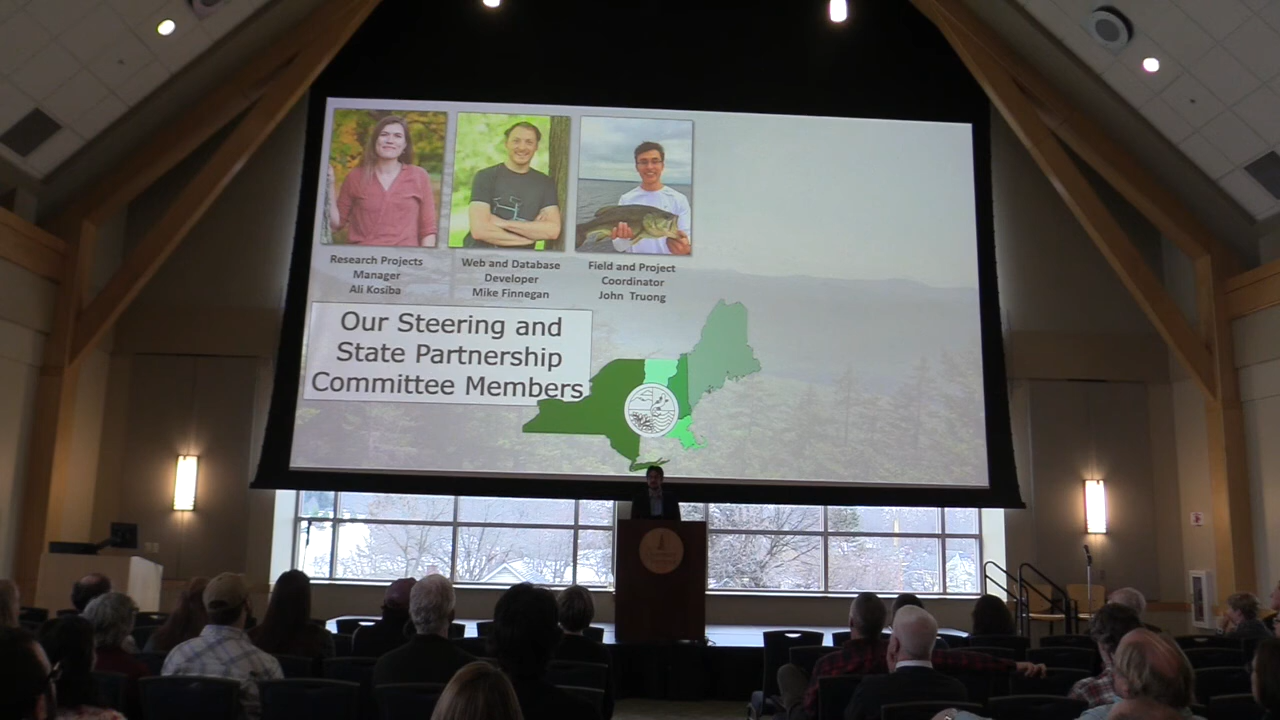 Research Projects
Manager
Ali Kosiba
Web and Database
Developer
Mike Finnegan
Field and Project
Coordinator
John Truong
Our Steering and
State Partnership
Committee Members